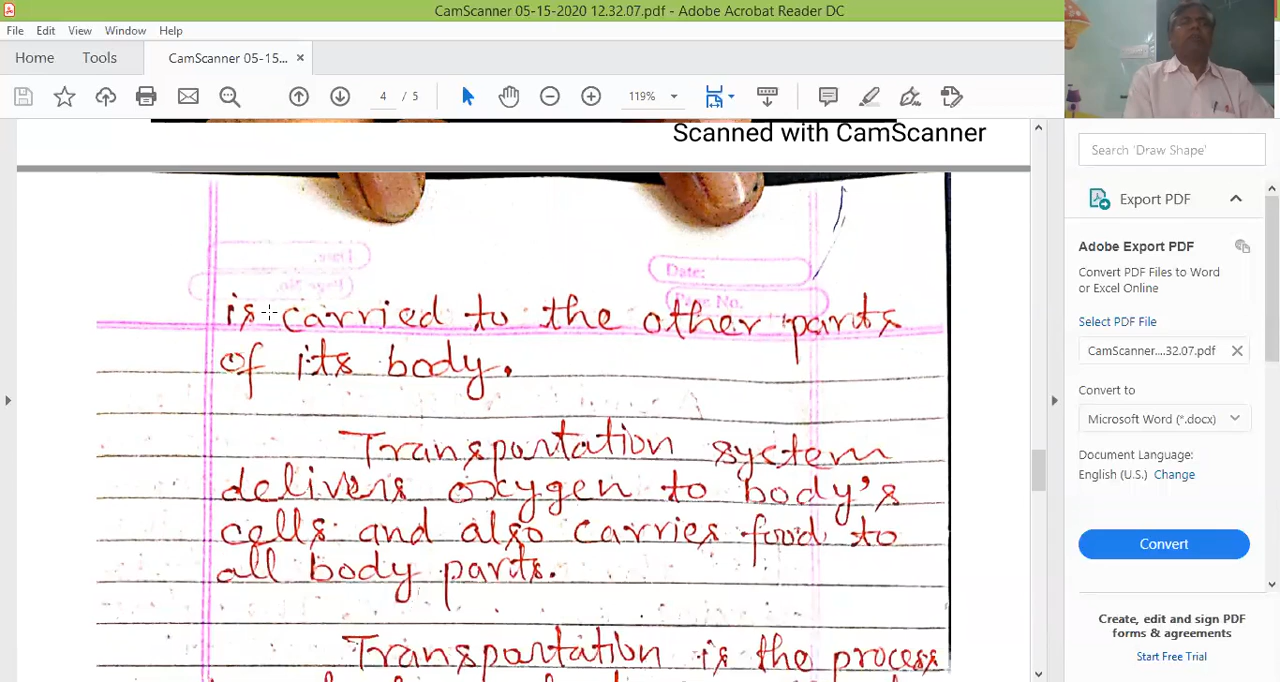 CamScanner 05-15-2020 12.32.07.pdf - Adobe Acrobat Reader DC
File Edit View Window Help
Home Tools CamScanner 05-15... ×
4 / 5 119%
Search 'Draw Shape'
Scanned with CamScanner
Export PDF
Adobe Export PDF
Convert PDF Files to Word
or Excel Online
Select PDF File
CamScanner....32.07.pdf
Convert to
Microsoft Word (*.docx)
Document Language:
English (U.S.) Change
Convert
Create, edit and sign PDF
forms & agreements
Start Free Trial
Date:
Page No.
is carried to the other parts
of its body.
Transportation system
delivers oxygen to body's
cells and also carries food to
all body parts.
Transportation is the process